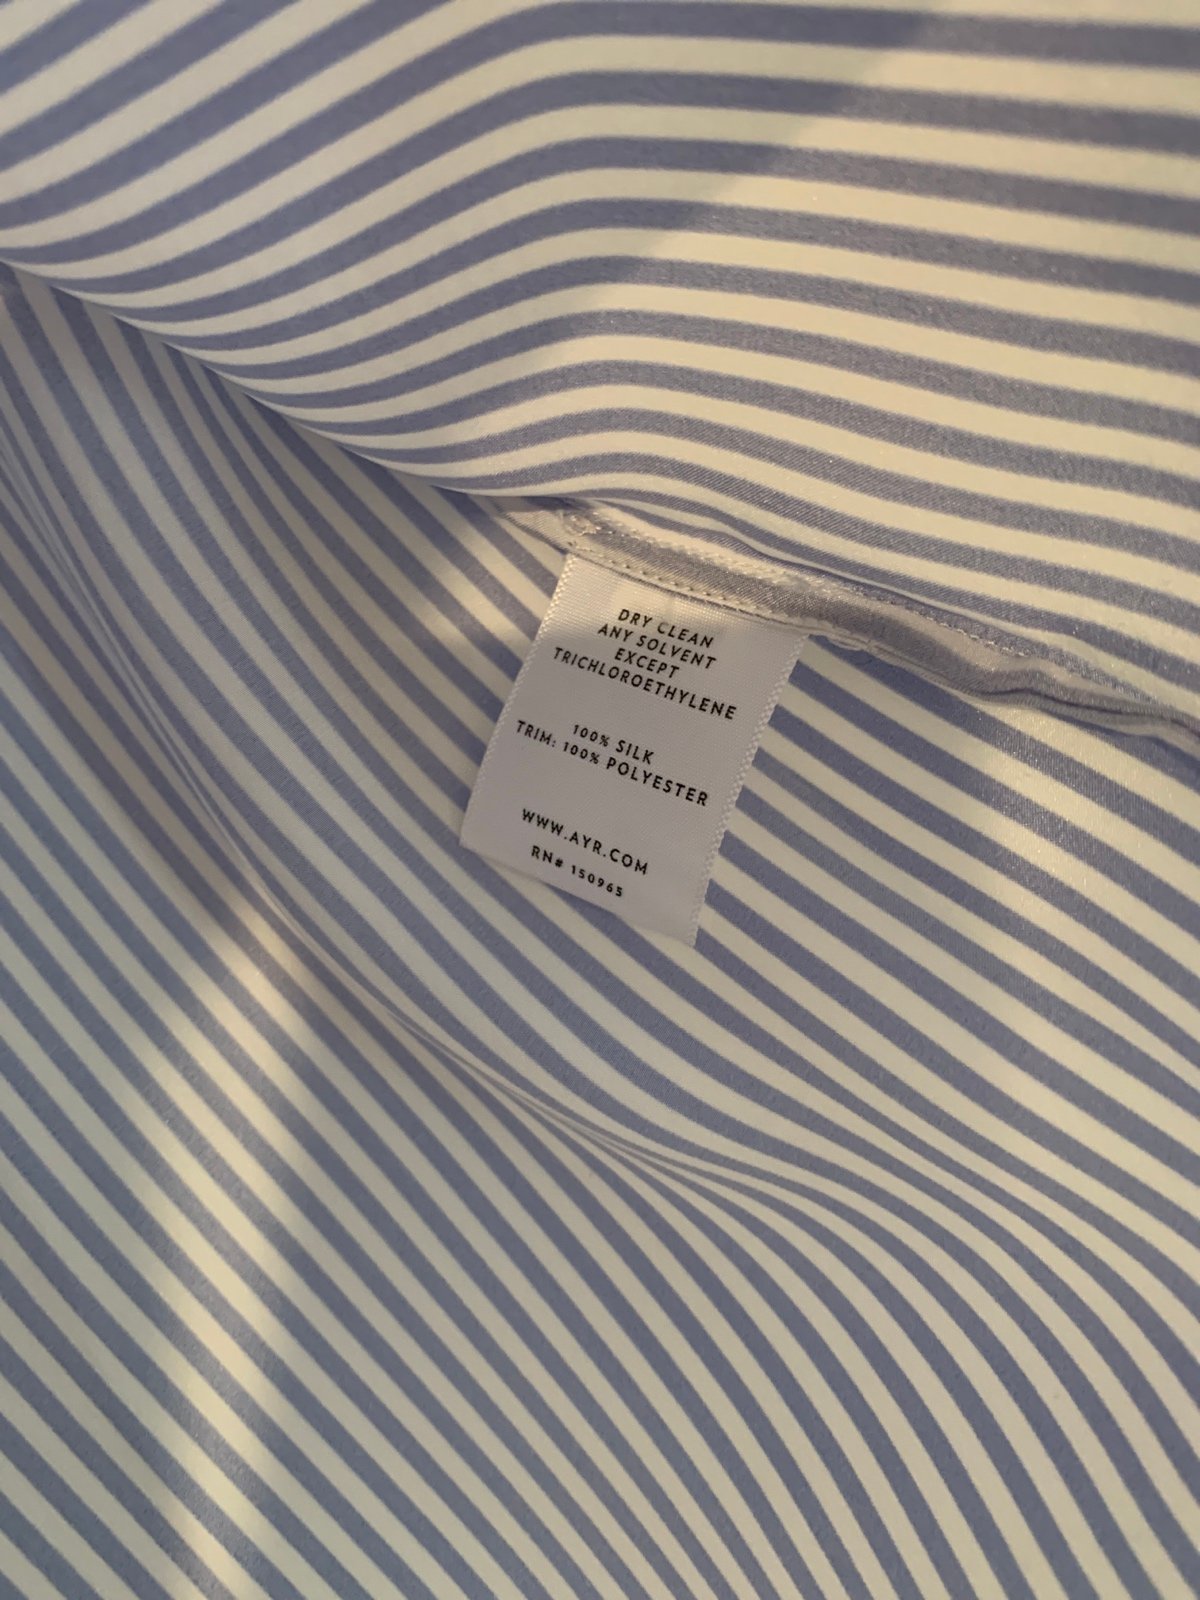 DRY CLEAN
ANY SOLVENT
EXCEPT
TRICHLOROETHYLENE
100% SILK
TRIM: 100% POLYESTER
WWW.AYR.COM
RN# 150965